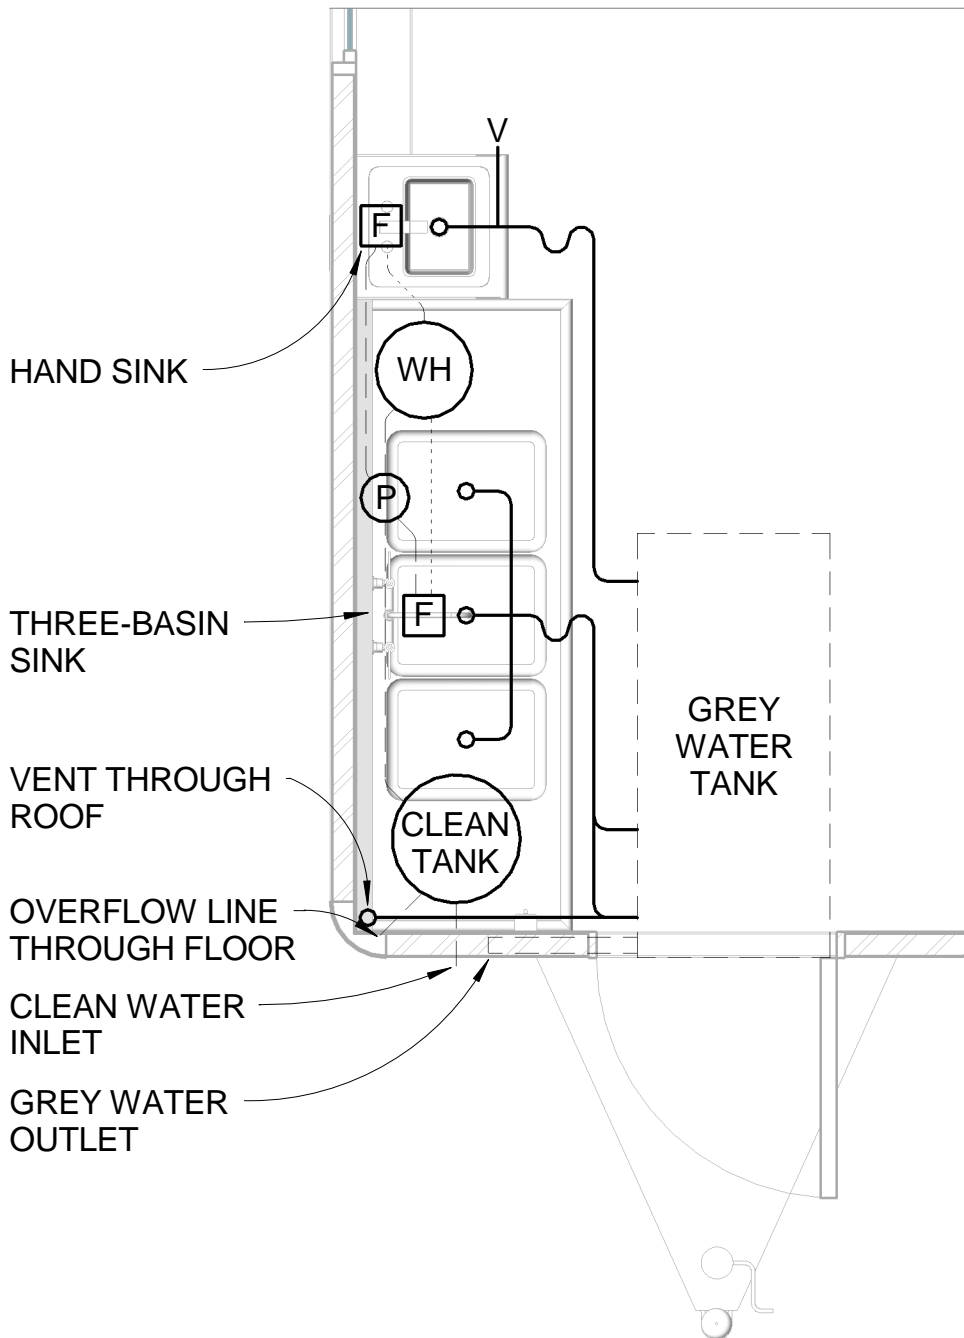 V
F
HAND SINK
WH
P
THREE-BASIN
SINK
F
GREY
WATER
TANK
VENT THROUGH
ROOF
CLEAN
TANK
OVERFLOW LINE
THROUGH FLOOR
CLEAN WATER
INLET
GREY WATER
OUTLET